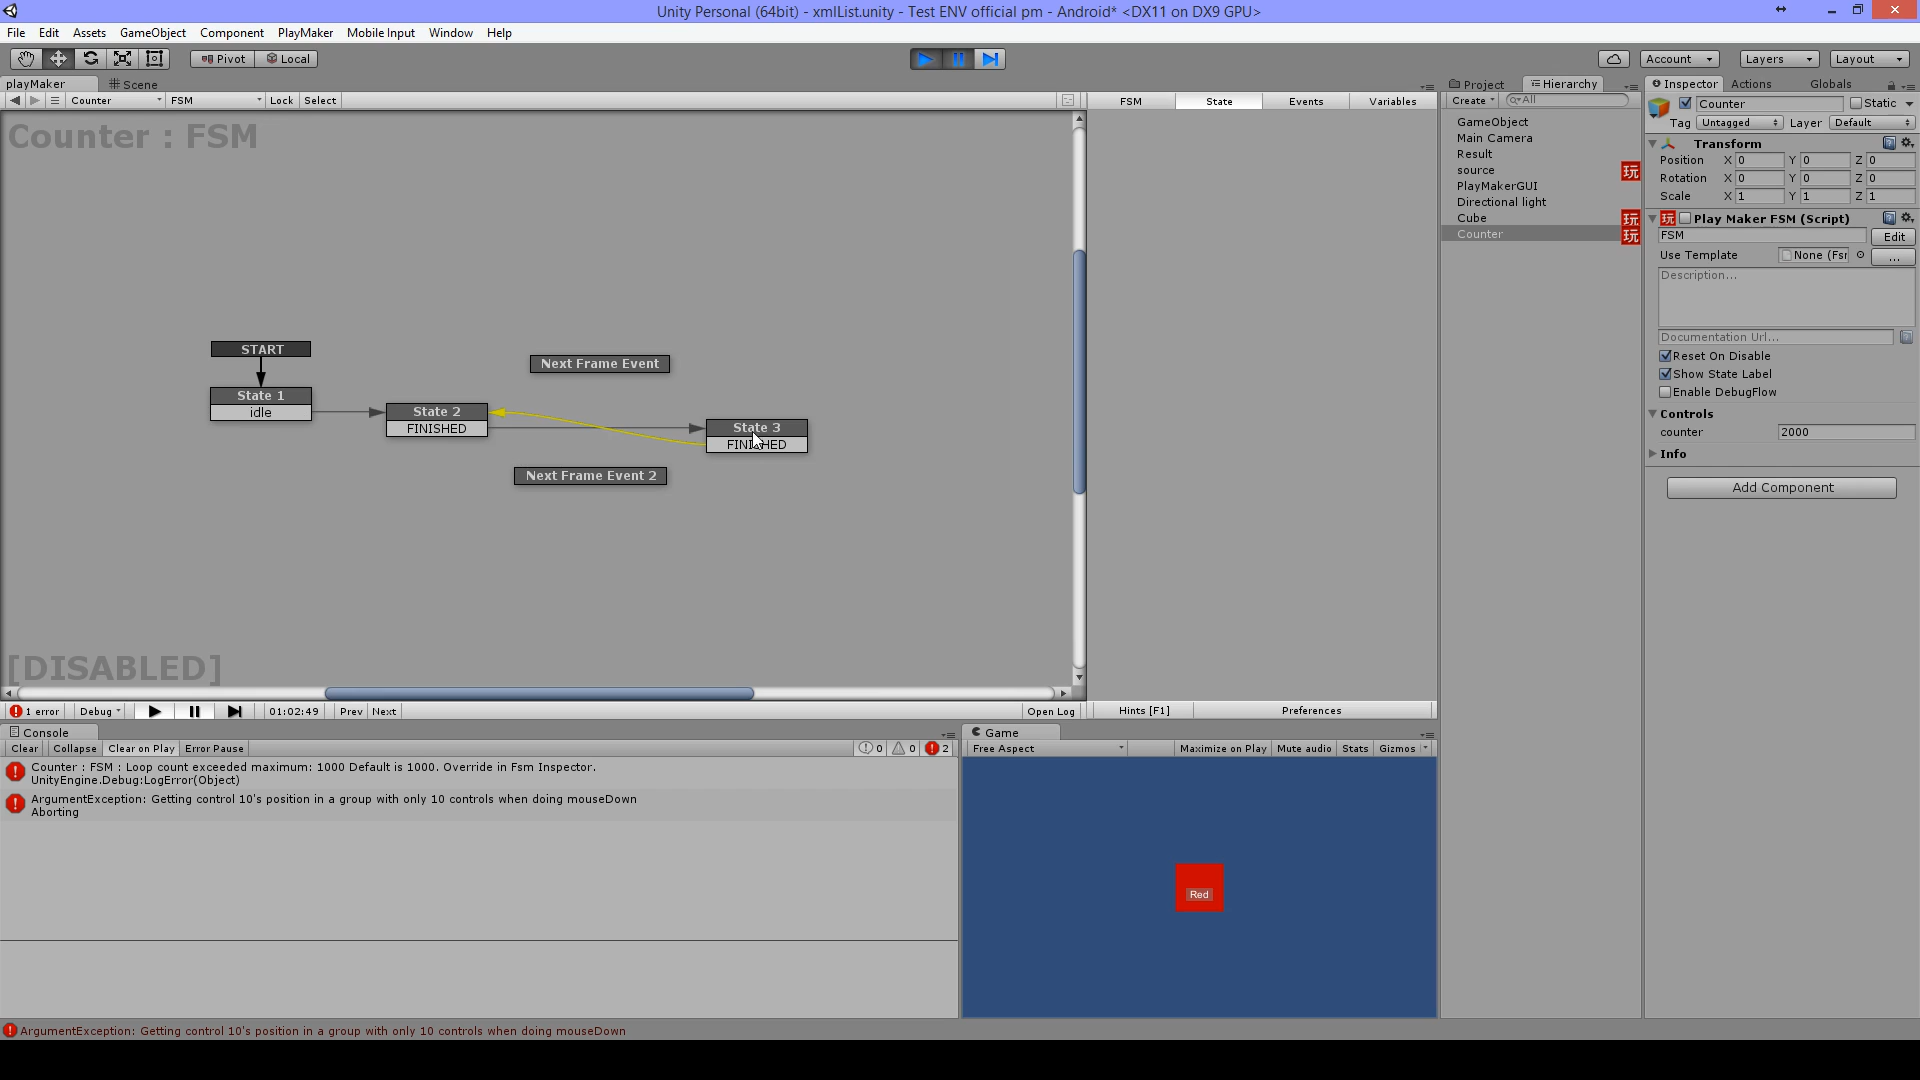 Unity Personal (64bit) - xmlList.unity - Test ENV official pm - Android* <DX11 on DX9 GPU>
File Edit Assets GameObject Component PlayMaker Mobile Input Window Help
Pivot Local Account Layers Layout
playMaker Scene
Counter FSM Lock Select
Counter : FSM
START
State 1
idle
State 2
FINISHED
Next Frame Event
State 3
FINISHED
Next Frame Event 2
[DISABLED]
1 error Debug 01:02:49 Prev Next Open Log
FSM State Events Variables
Hints [F1] Preferences
Project Hierarchy
Create All
GameObject
Main Camera
Result
source 玩
PlayMakerGUI
Directional light
Cube 玩
Counter 玩
Inspector Actions Globals
Counter Static
Tag Untagged Layer Default
Transform
Position X 0 Y 0 Z 0
Rotation X 0 Y 0 Z 0
Scale X 1 Y 1 Z 1
玩 Play Maker FSM (Script)
FSM Edit
Use Template None (Fsr ...
Description...
Documentation Url...
Reset On Disable
Show State Label
Enable DebugFlow
Controls
counter 2000
Info
Add Component
Console
Clear Collapse Clear on Play Error Pause 0 0 2
Counter : FSM : Loop count exceeded maximum: 1000 Default is 1000. Override in Fsm Inspector.
UnityEngine.Debug:LogError(Object)
ArgumentException: Getting control 10's position in a group with only 10 controls when doing mouseDown
Aborting
Game
Free Aspect Maximize on Play Mute audio Stats Gizmos
Red
ArgumentException: Getting control 10's position in a group with only 10 controls when doing mouseDown